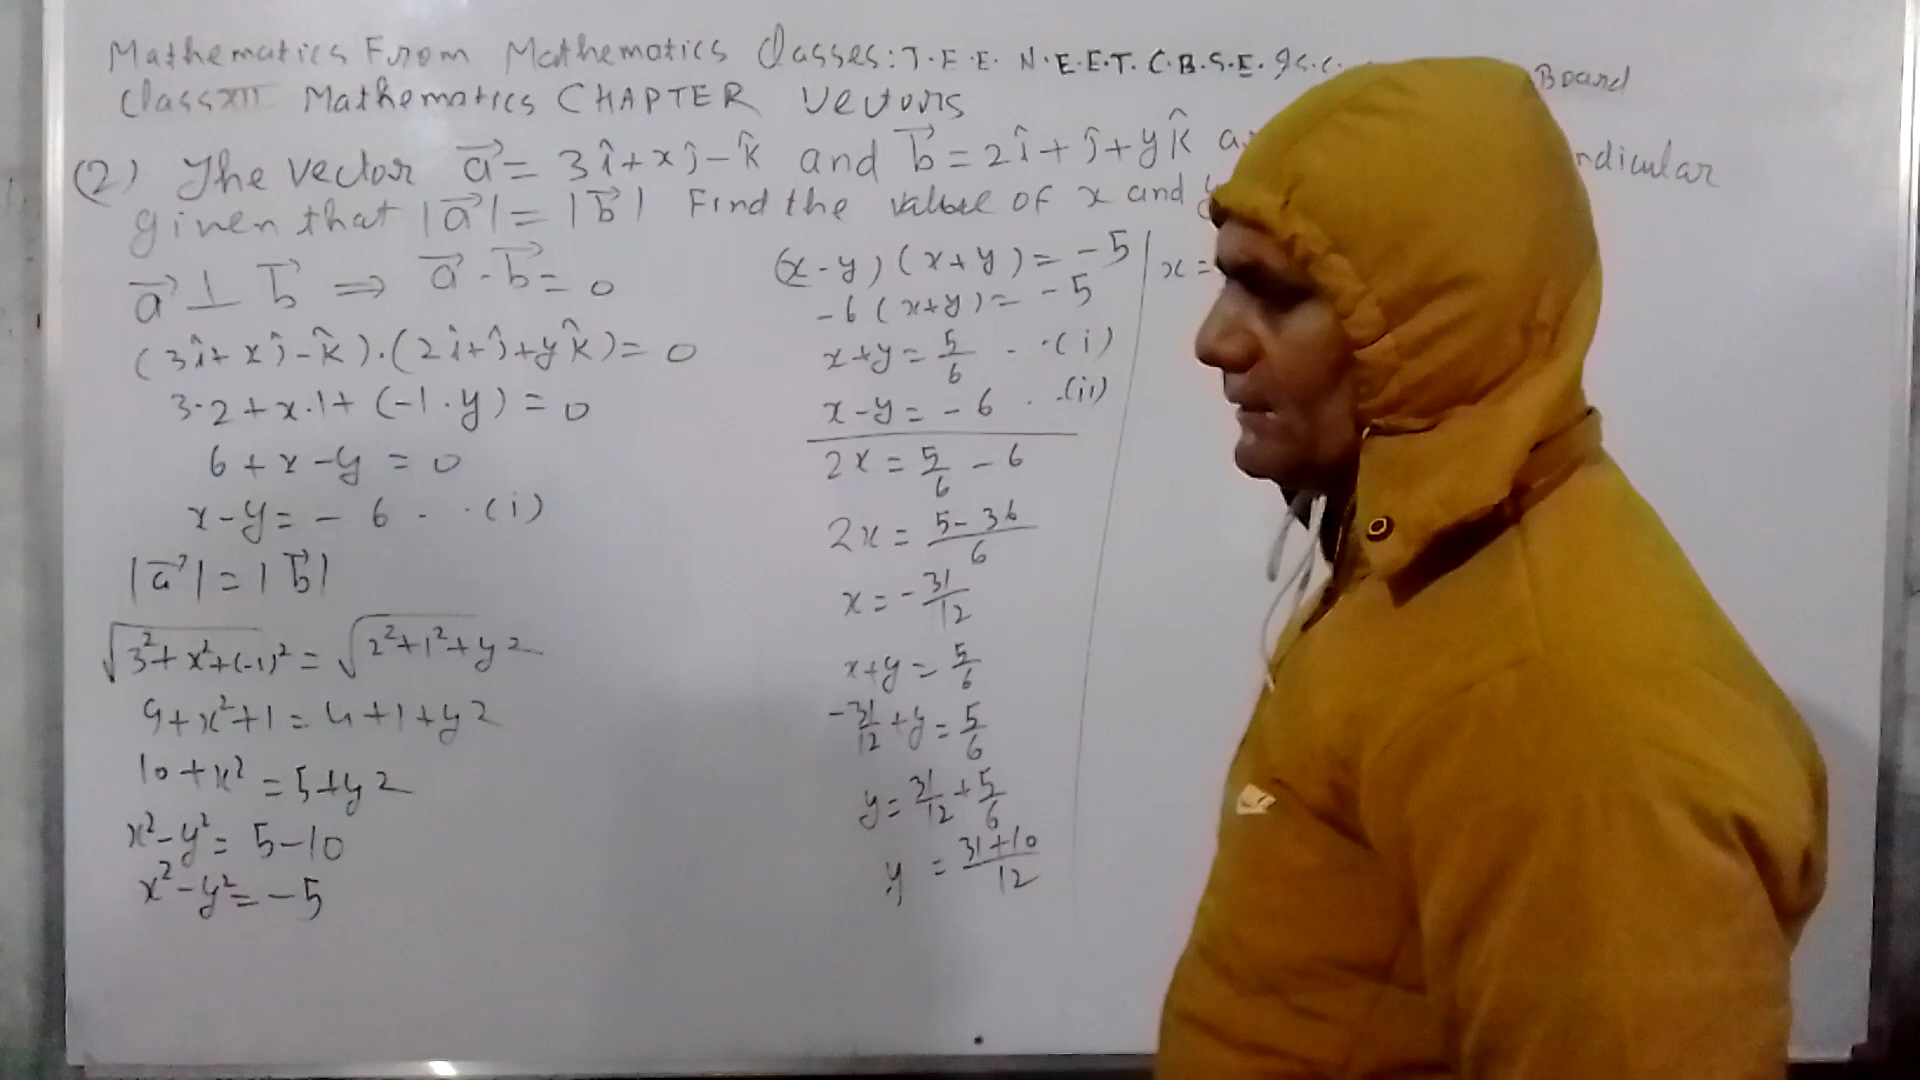 Mathematics From Mathematics Classes: J.E.E. N.E.E.T. C.B.S.E. Board
Class XII Mathematics CHAPTER Vectors
(2) The vector a⃗ = 3î + xĵ - k̂ and b⃗ = 2î + ĵ + yk̂
given that |a⃗| = |b⃗| Find the value of x and y
a⃗ ⊥ b⃗ ⇒ a⃗ · b⃗ = 0
(3î + xĵ - k̂) · (2î + ĵ + yk̂) = 0
3·2 + x·1 + (-1·y) = 0
6 + x - y = 0
x - y = - 6 - - (i)
|a⃗| = |b⃗|
√3² + x² + (-1)² = √2² + 1² + y²
9 + x² + 1 = 4 + 1 + y²
10 + x² = 5 + y²
x² - y² = 5 - 10
x² - y² = - 5
(x - y) (x + y) = - 5
- 6 (x + y) = - 5
x + y = 5/6 - · (i)
x - y = - 6 · - (ii)
2x = 5/6 - 6
2x = 5 - 36/6
x = - 31/12
x + y = 5/6
- 31/12 + y = 5/6
y = 31/12 + 5/6
y = 31 + 10/12
x =